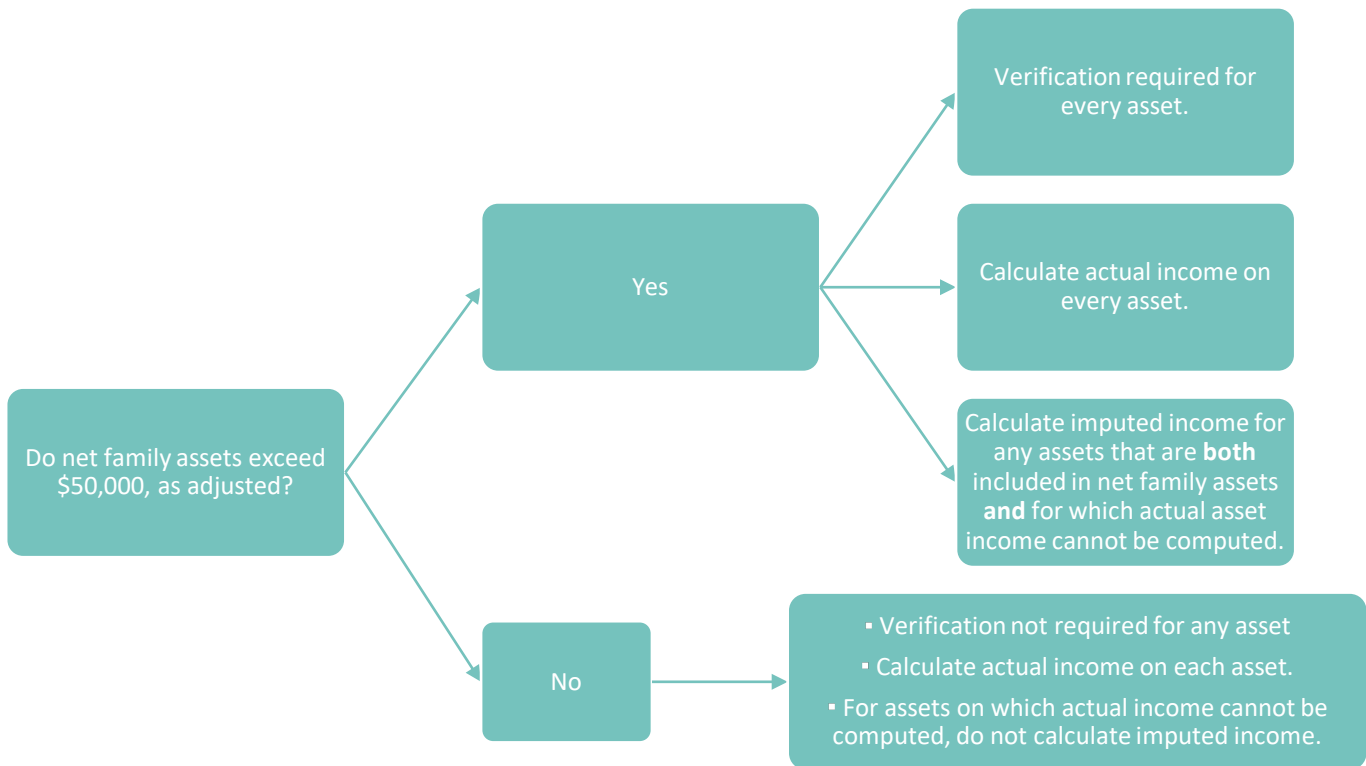 Do net family assets exceed
$50,000, as adjusted?
Yes
Verification required for
every asset.
Calculate actual income on
every asset.
Calculate imputed income for
any assets that are both
included in net family assets
and for which actual asset
income cannot be computed.
No
▪ Verification not required for any asset
▪ Calculate actual income on each asset.
▪ For assets on which actual income cannot be
computed, do not calculate imputed income.